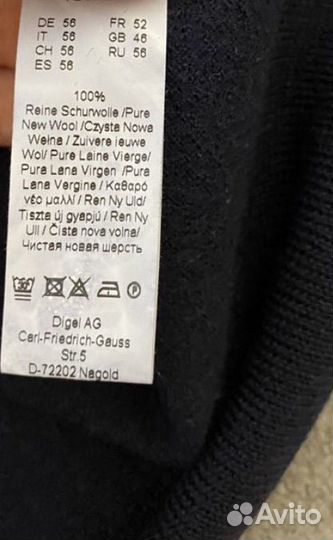 DE 56 FR 52
IT 56 GB 46
CH 56 RU 56
ES 56
100%
Reine Schurwolle /Pure
New Wool /Czysta Nowa
Wełna / Zuivere ieuwe
Wol/ Pure Laine Vierge/
Pura Lana Virgen /Pura
Lana Vergine / Καθαρό
νέο μαλλί / Ren Ny Uld/
Tiszta új gyapjú / Ren Ny
Ull / Čistá nova volna/
Чистая новая шерсть
30
P
Digel AG
Carl-Friedrich-Gauss
Str.5
D-72202 Nagold
Avito